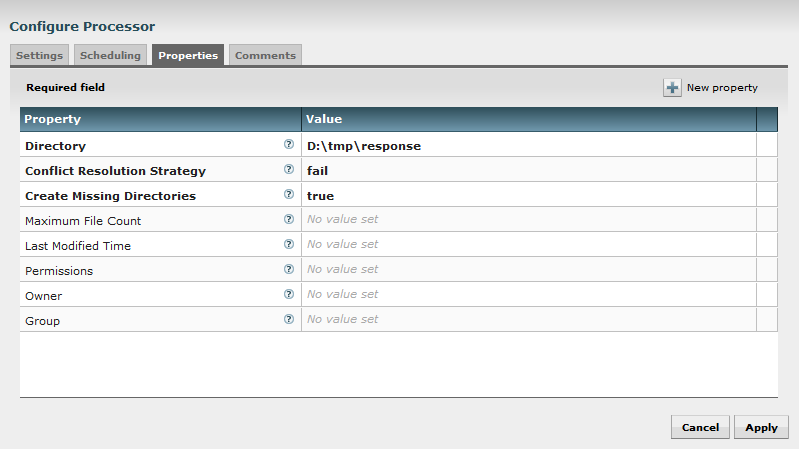 Configure Processor
Settings Scheduling Properties Comments
Required field New property
Property Value
Directory ? D:\tmp\response
Conflict Resolution Strategy ? fail
Create Missing Directories ? true
Maximum File Count ? No value set
Last Modified Time ? No value set
Permissions ? No value set
Owner ? No value set
Group ? No value set
Cancel Apply